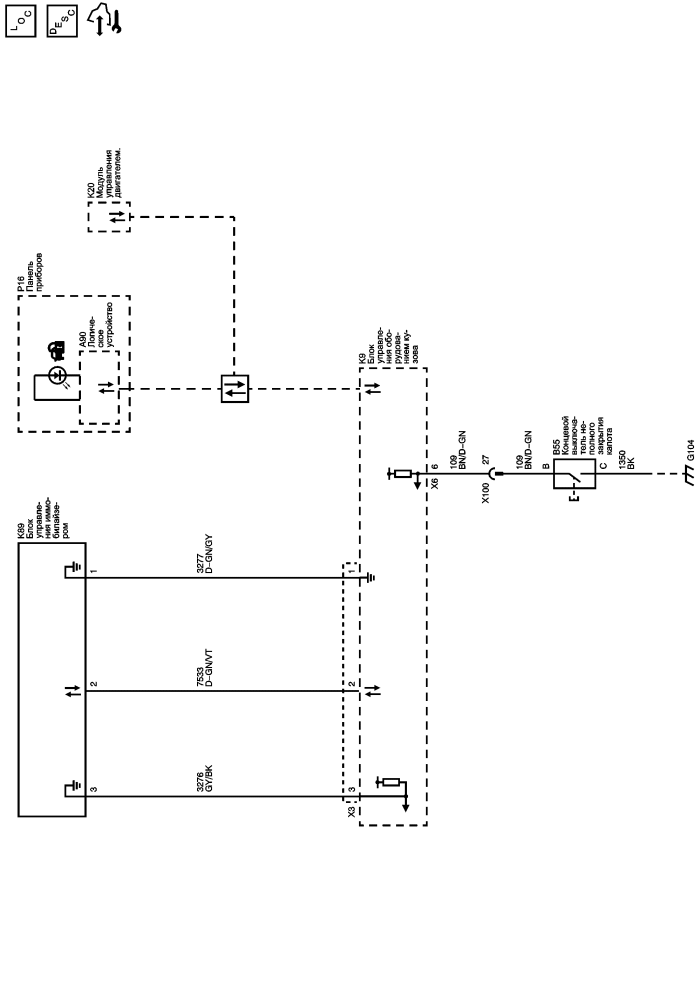 LOC
DESC
K89
Блок
управле-
ния иммо-
билайзе-
ром
P16
Панель
приборов
A90
Логиче-
ское
устройство
K20
Модуль
управления
двигателем.
3
2
1
3276
GY/BK
7533
D-GN/VT
3277
D-GN/GY
X3
3
2
1
K9
Блок
управле-
ния обо-
рудова-
нием ку-
зова
X6
6
109
BN/D-GN
X100
27
109
BN/D-GN
B
B55
Концевой
выключа-
тель не-
полного
закрытия
капота
C
1350
BK
G104